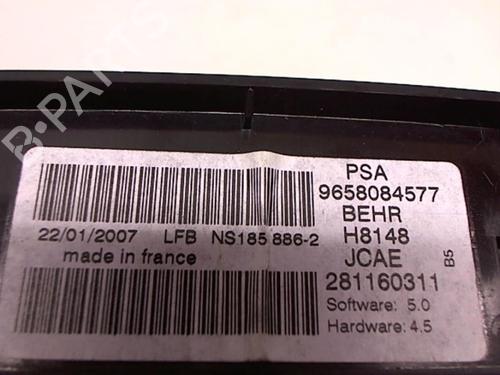 B-PARTS
PSA
9658084577
BEHR
22/01/2007 LFB NS185 886-2
H8148
made in france
JCAE
B5
281160311
Software: 5.0
Hardware: 4.5